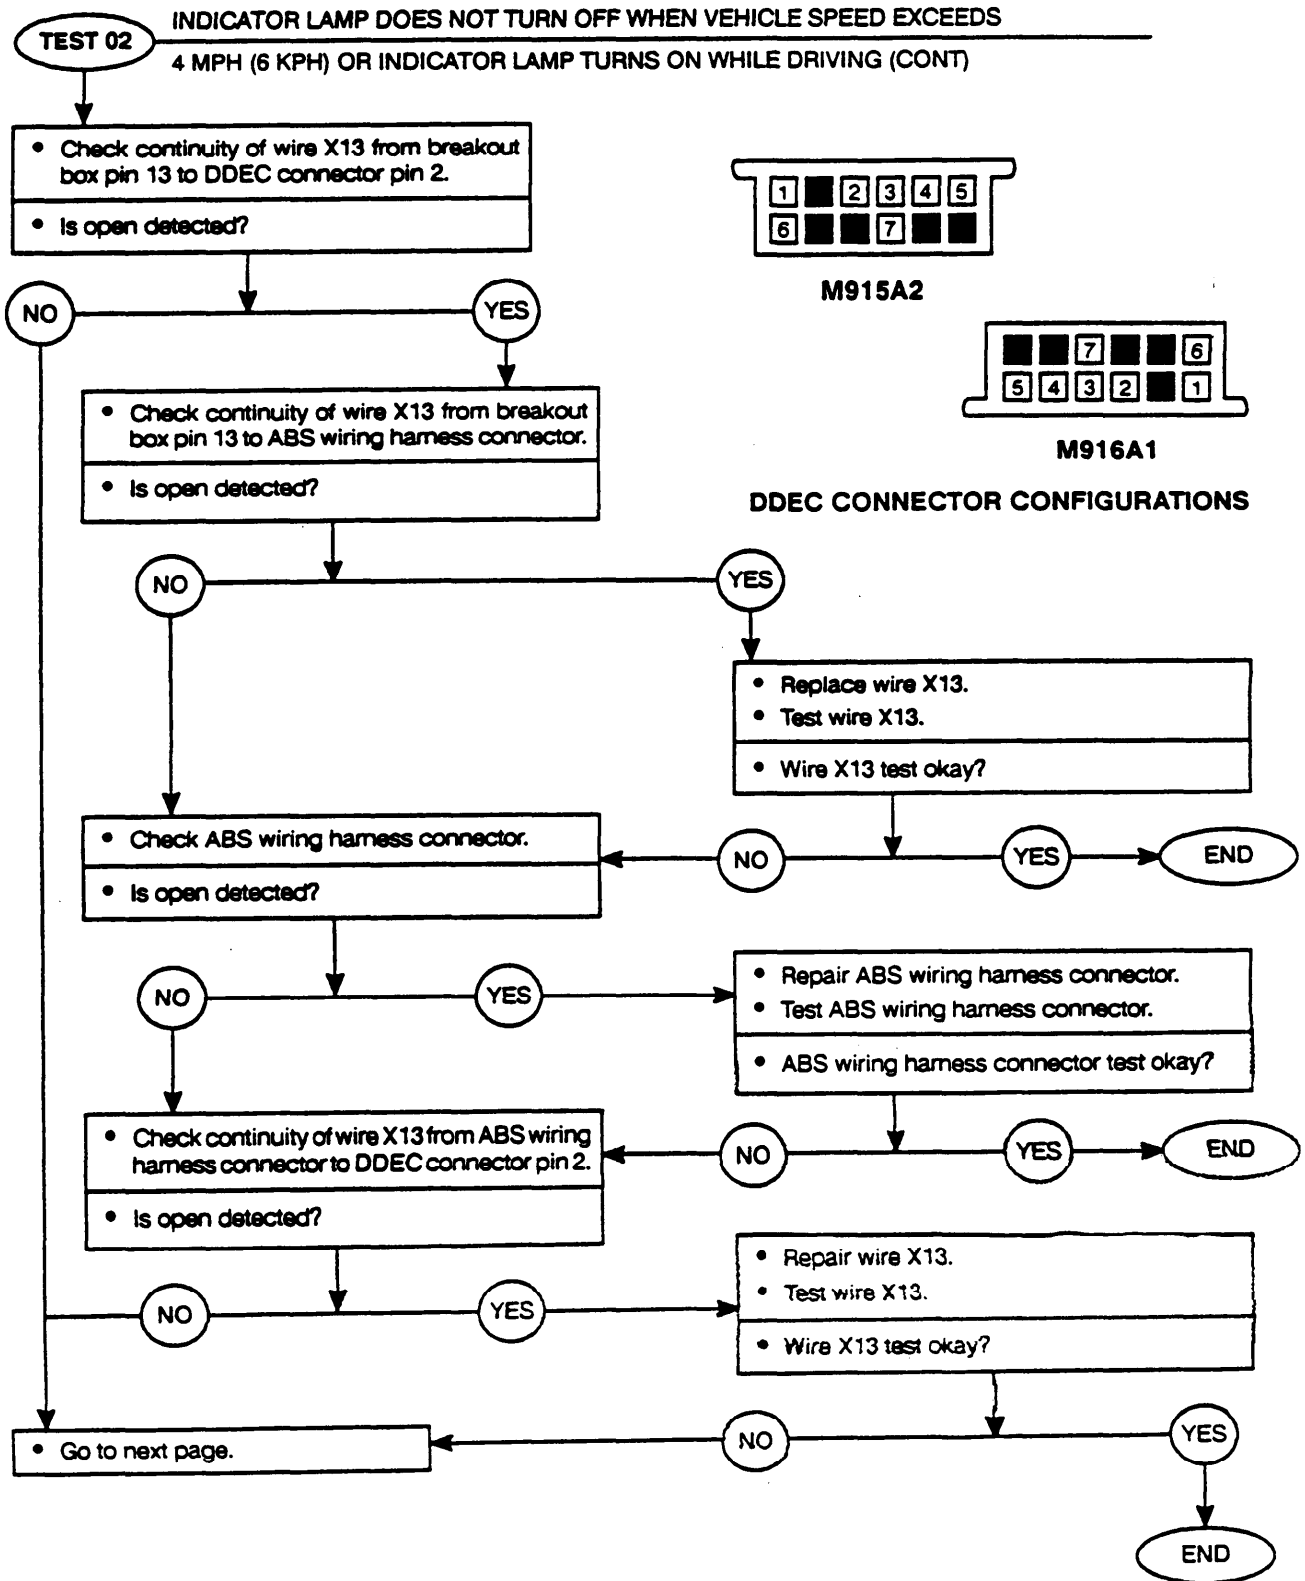 TEST 02
INDICATOR LAMP DOES NOT TURN OFF WHEN VEHICLE SPEED EXCEEDS
4 MPH (6 KPH) OR INDICATOR LAMP TURNS ON WHILE DRIVING (CONT)
• Check continuity of wire X13 from breakout
box pin 13 to DDEC connector pin 2.
• Is open detected?
1 2 3 4 5
6 7
M915A2
NO
YES
7 6
5 4 3 2 1
M916A1
DDEC CONNECTOR CONFIGURATIONS
• Check continuity of wire X13 from breakout
box pin 13 to ABS wiring harness connector.
• Is open detected?
NO
YES
• Replace wire X13.
• Test wire X13.
• Wire X13 test okay?
• Check ABS wiring harness connector.
• Is open detected?
NO
YES
END
NO
YES
• Repair ABS wiring harness connector.
• Test ABS wiring harness connector.
• ABS wiring harness connector test okay?
• Check continuity of wire X13 from ABS wiring
harness connector to DDEC connector pin 2.
• Is open detected?
NO
YES
END
NO
YES
• Repair wire X13.
• Test wire X13.
• Wire X13 test okay?
• Go to next page.
NO
YES
END